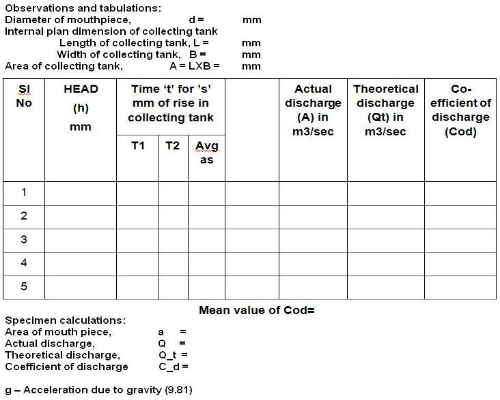 Observations and tabulations:
Diameter of mouthpiece, d = mm
Internal plan dimension of collecting tank
Length of collecting tank, L = mm
Width of collecting tank, B = mm
Area of collecting tank, A = LXB = mm
Sl No HEAD (h) mm Time ‘t’ for ’s’ mm of rise in collecting tank Actual discharge (A) in m3/sec Theoretical discharge (Qt) in m3/sec Co-efficient of discharge (Cod)
T1 T2 Avg as
1
2
3
4
5
Mean value of Cod=
Specimen calculations:
Area of mouth piece, a =
Actual discharge, Q =
Theoretical discharge, Q_t =
Coefficient of discharge C_d =
g – Acceleration due to gravity (9.81)